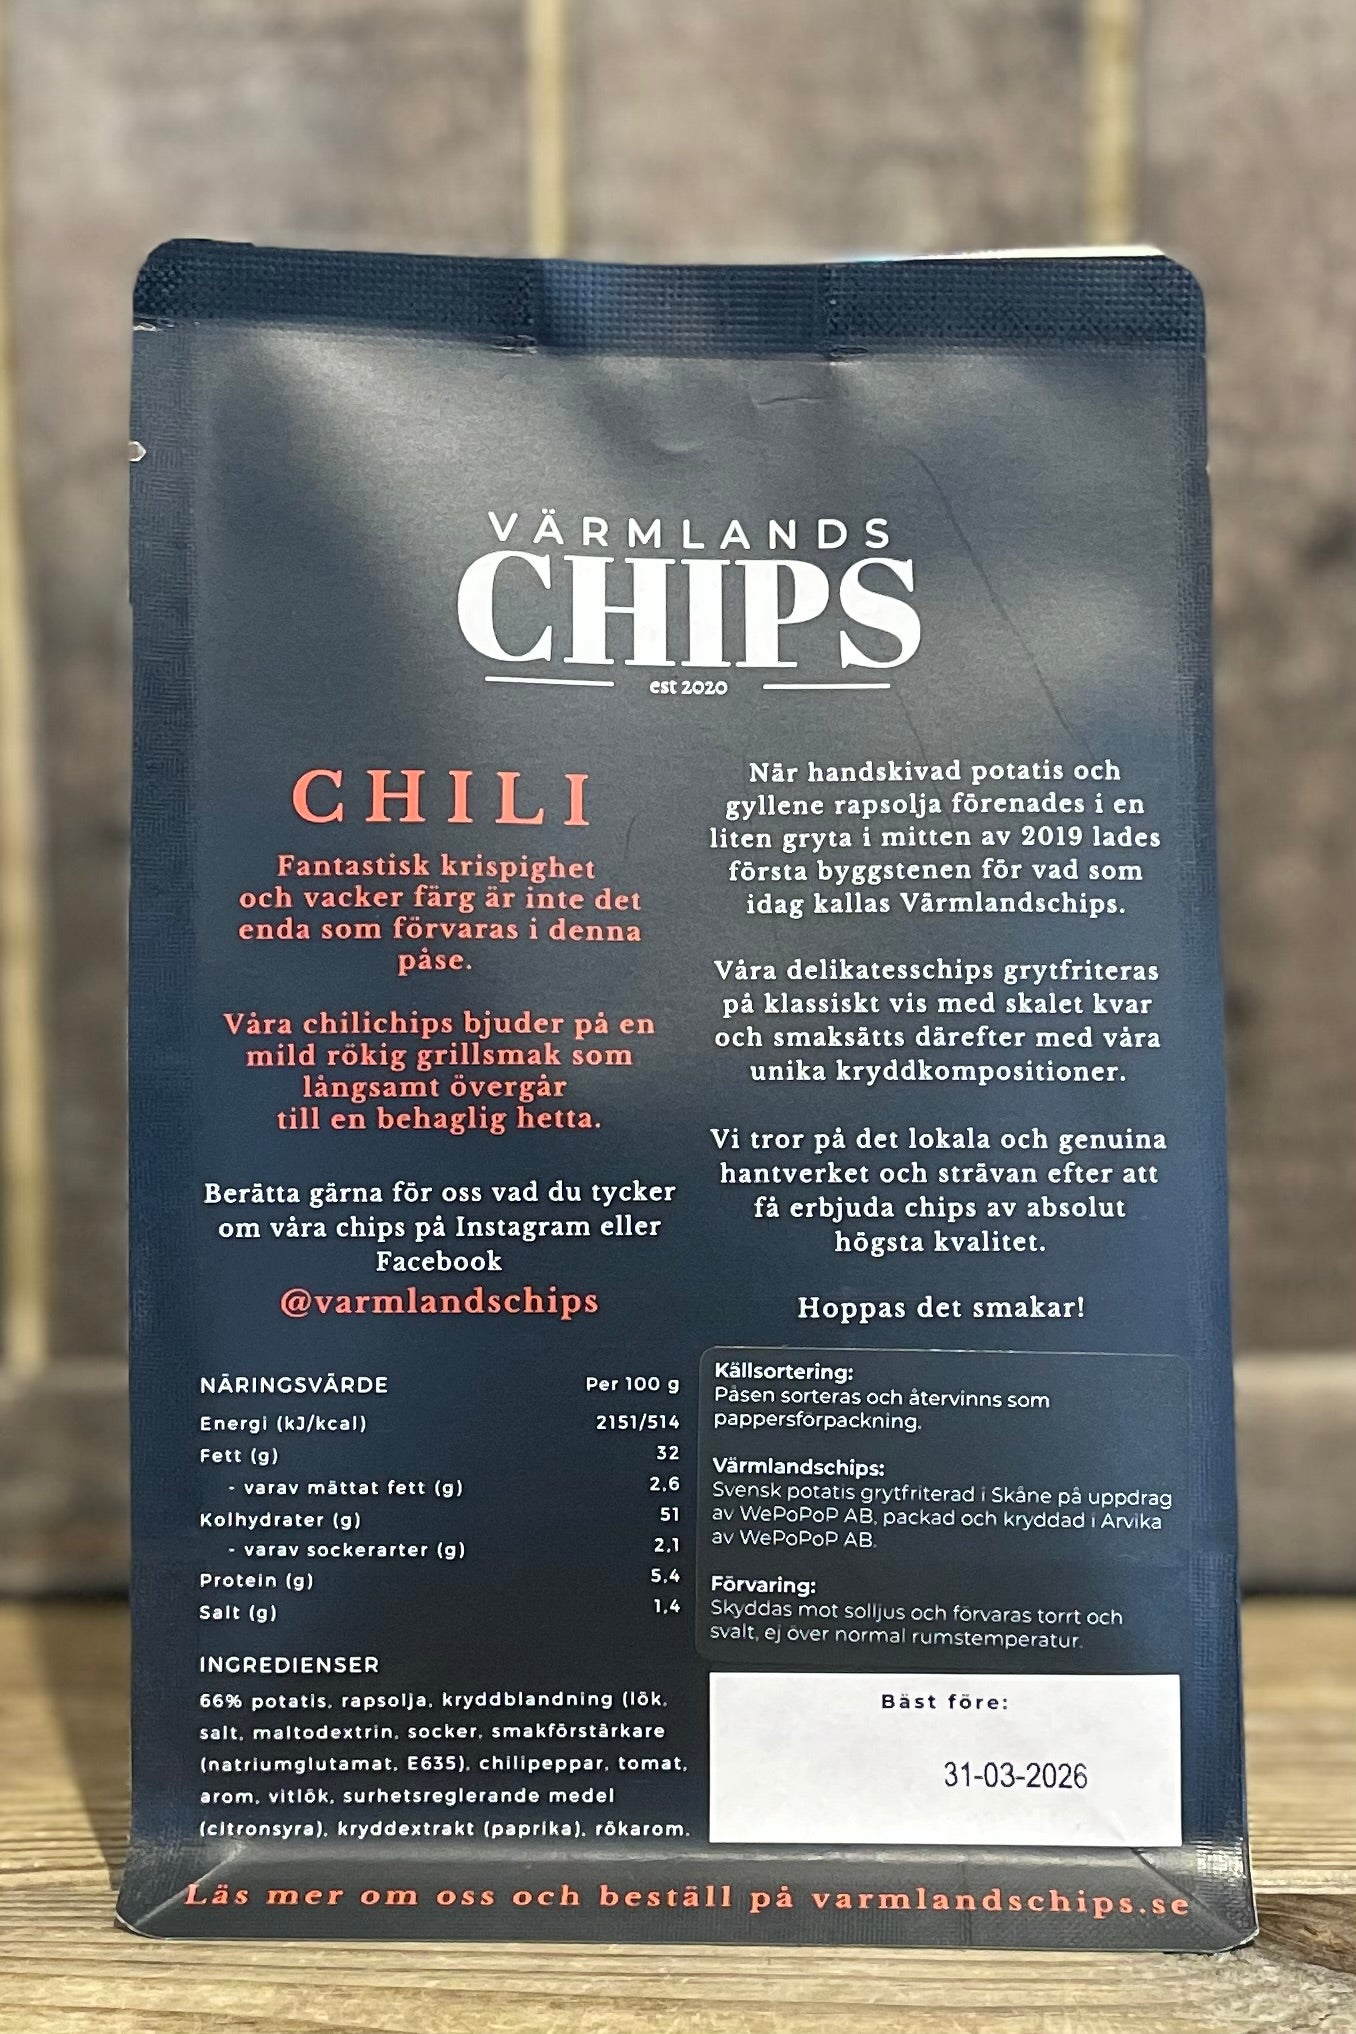 VÄRMLANDS
CHIPS
est 2020
CHILI
Fantastisk krispighet
och vacker färg är inte det
enda som förvaras i denna
påse.
Våra chilichips bjuder på en
mild rökig grillsmak som
långsamt övergår
till en behaglig hetta.
Berätta gärna för oss vad du tycker
om våra chips på Instagram eller
Facebook
@varmlandschips
När handskivad potatis och
gyllene rapsolja förenades i en
liten gryta i mitten av 2019 lades
första byggstenen för vad som
idag kallas Värmlandschips.
Våra delikatesschips grytfriteras
på klassiskt vis med skalet kvar
och smaksätts därefter med våra
unika kryddkompositioner.
Vi tror på det lokala och genuina
hantverket och strävan efter att
få erbjuda chips av absolut
högsta kvalitet.
Hoppas det smakar!
NÄRINGSVÄRDE Per 100 g
Energi (kJ/kcal) 2151/514
Fett (g) 32
- varav mättat fett (g) 2,6
Kolhydrater (g) 51
- varav sockerarter (g) 2,1
Protein (g) 5,4
Salt (g) 1,4
INGREDIENSER
66% potatis, rapsolja, kryddblandning (lök,
salt, maltodextrin, socker, smakförstärkare
(natriumglutamat, E635), chilipeppar, tomat,
arom, vitlök, surhetsreglerande medel
(citronsyra), kryddextrakt (paprika), rökarom.
Källsortering:
Påsen sorteras och återvinns som
pappersförpackning.
Värmlandschips:
Svensk potatis grytfriterad i Skåne på uppdrag
av WePoPoP AB, packad och kryddad i Arvika
av WePoPoP AB.
Förvaring:
Skyddas mot solljus och förvaras torrt och
svalt, ej över normal rumstemperatur.
Bäst före:
31-03-2026
Läs mer om oss och beställ på varmlandschips.se